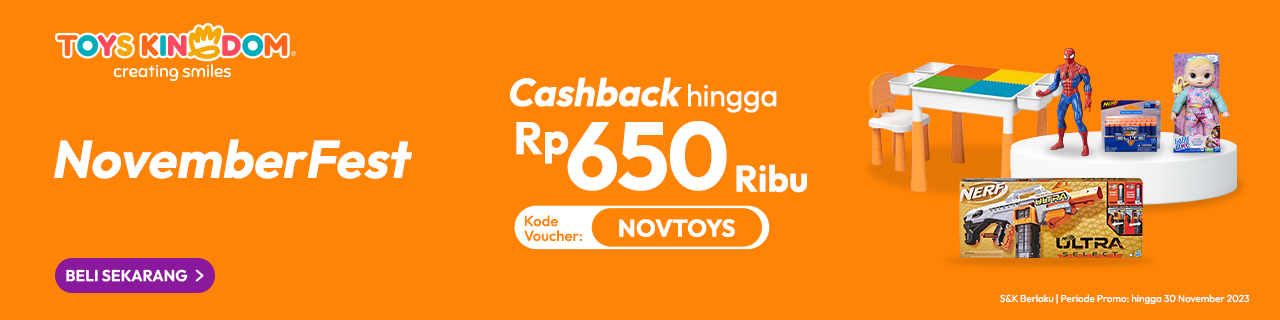 TOYS KINGDOM
creating smiles
NovemberFest
BELI SEKARANG
Cashback hingga
Rp650 Ribu
Kode
Voucher:
NOVTOYS
NERF
NERF
ULTRA
ULTRA
SELECT
S&K Berlaku | Periode Promo: hingga 30 November 2023